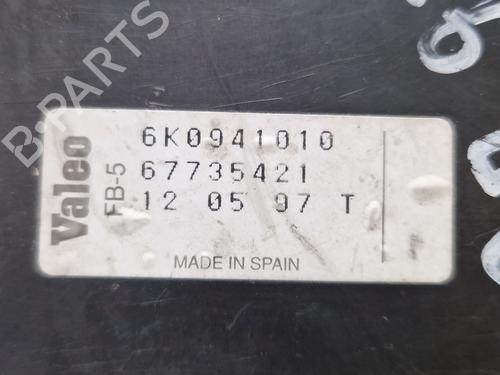 B-PARTS
Valeo
FB-5
6K0941010
67735421
12 05 97 T
MADE IN SPAIN